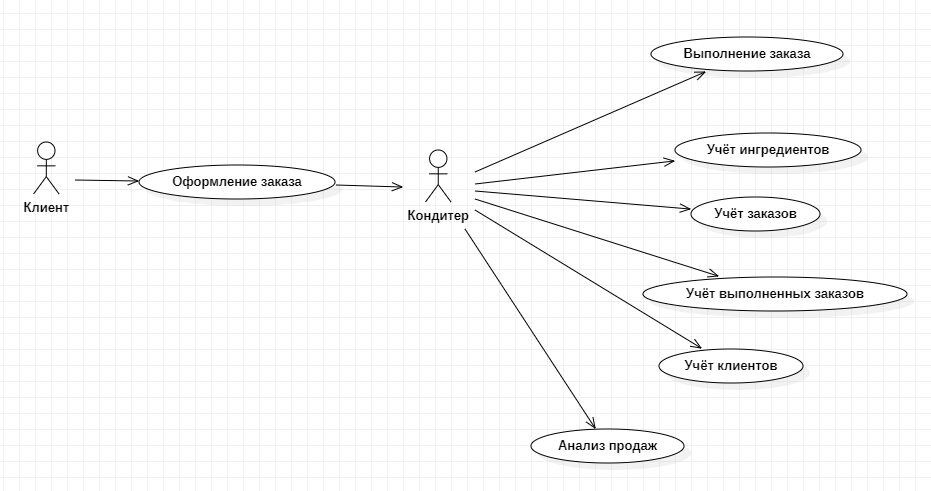 Выполнение заказа
Учёт ингредиентов
Оформление заказа
Клиент
Кондитер
Учёт заказов
Учёт выполненных заказов
Учёт клиентов
Анализ продаж